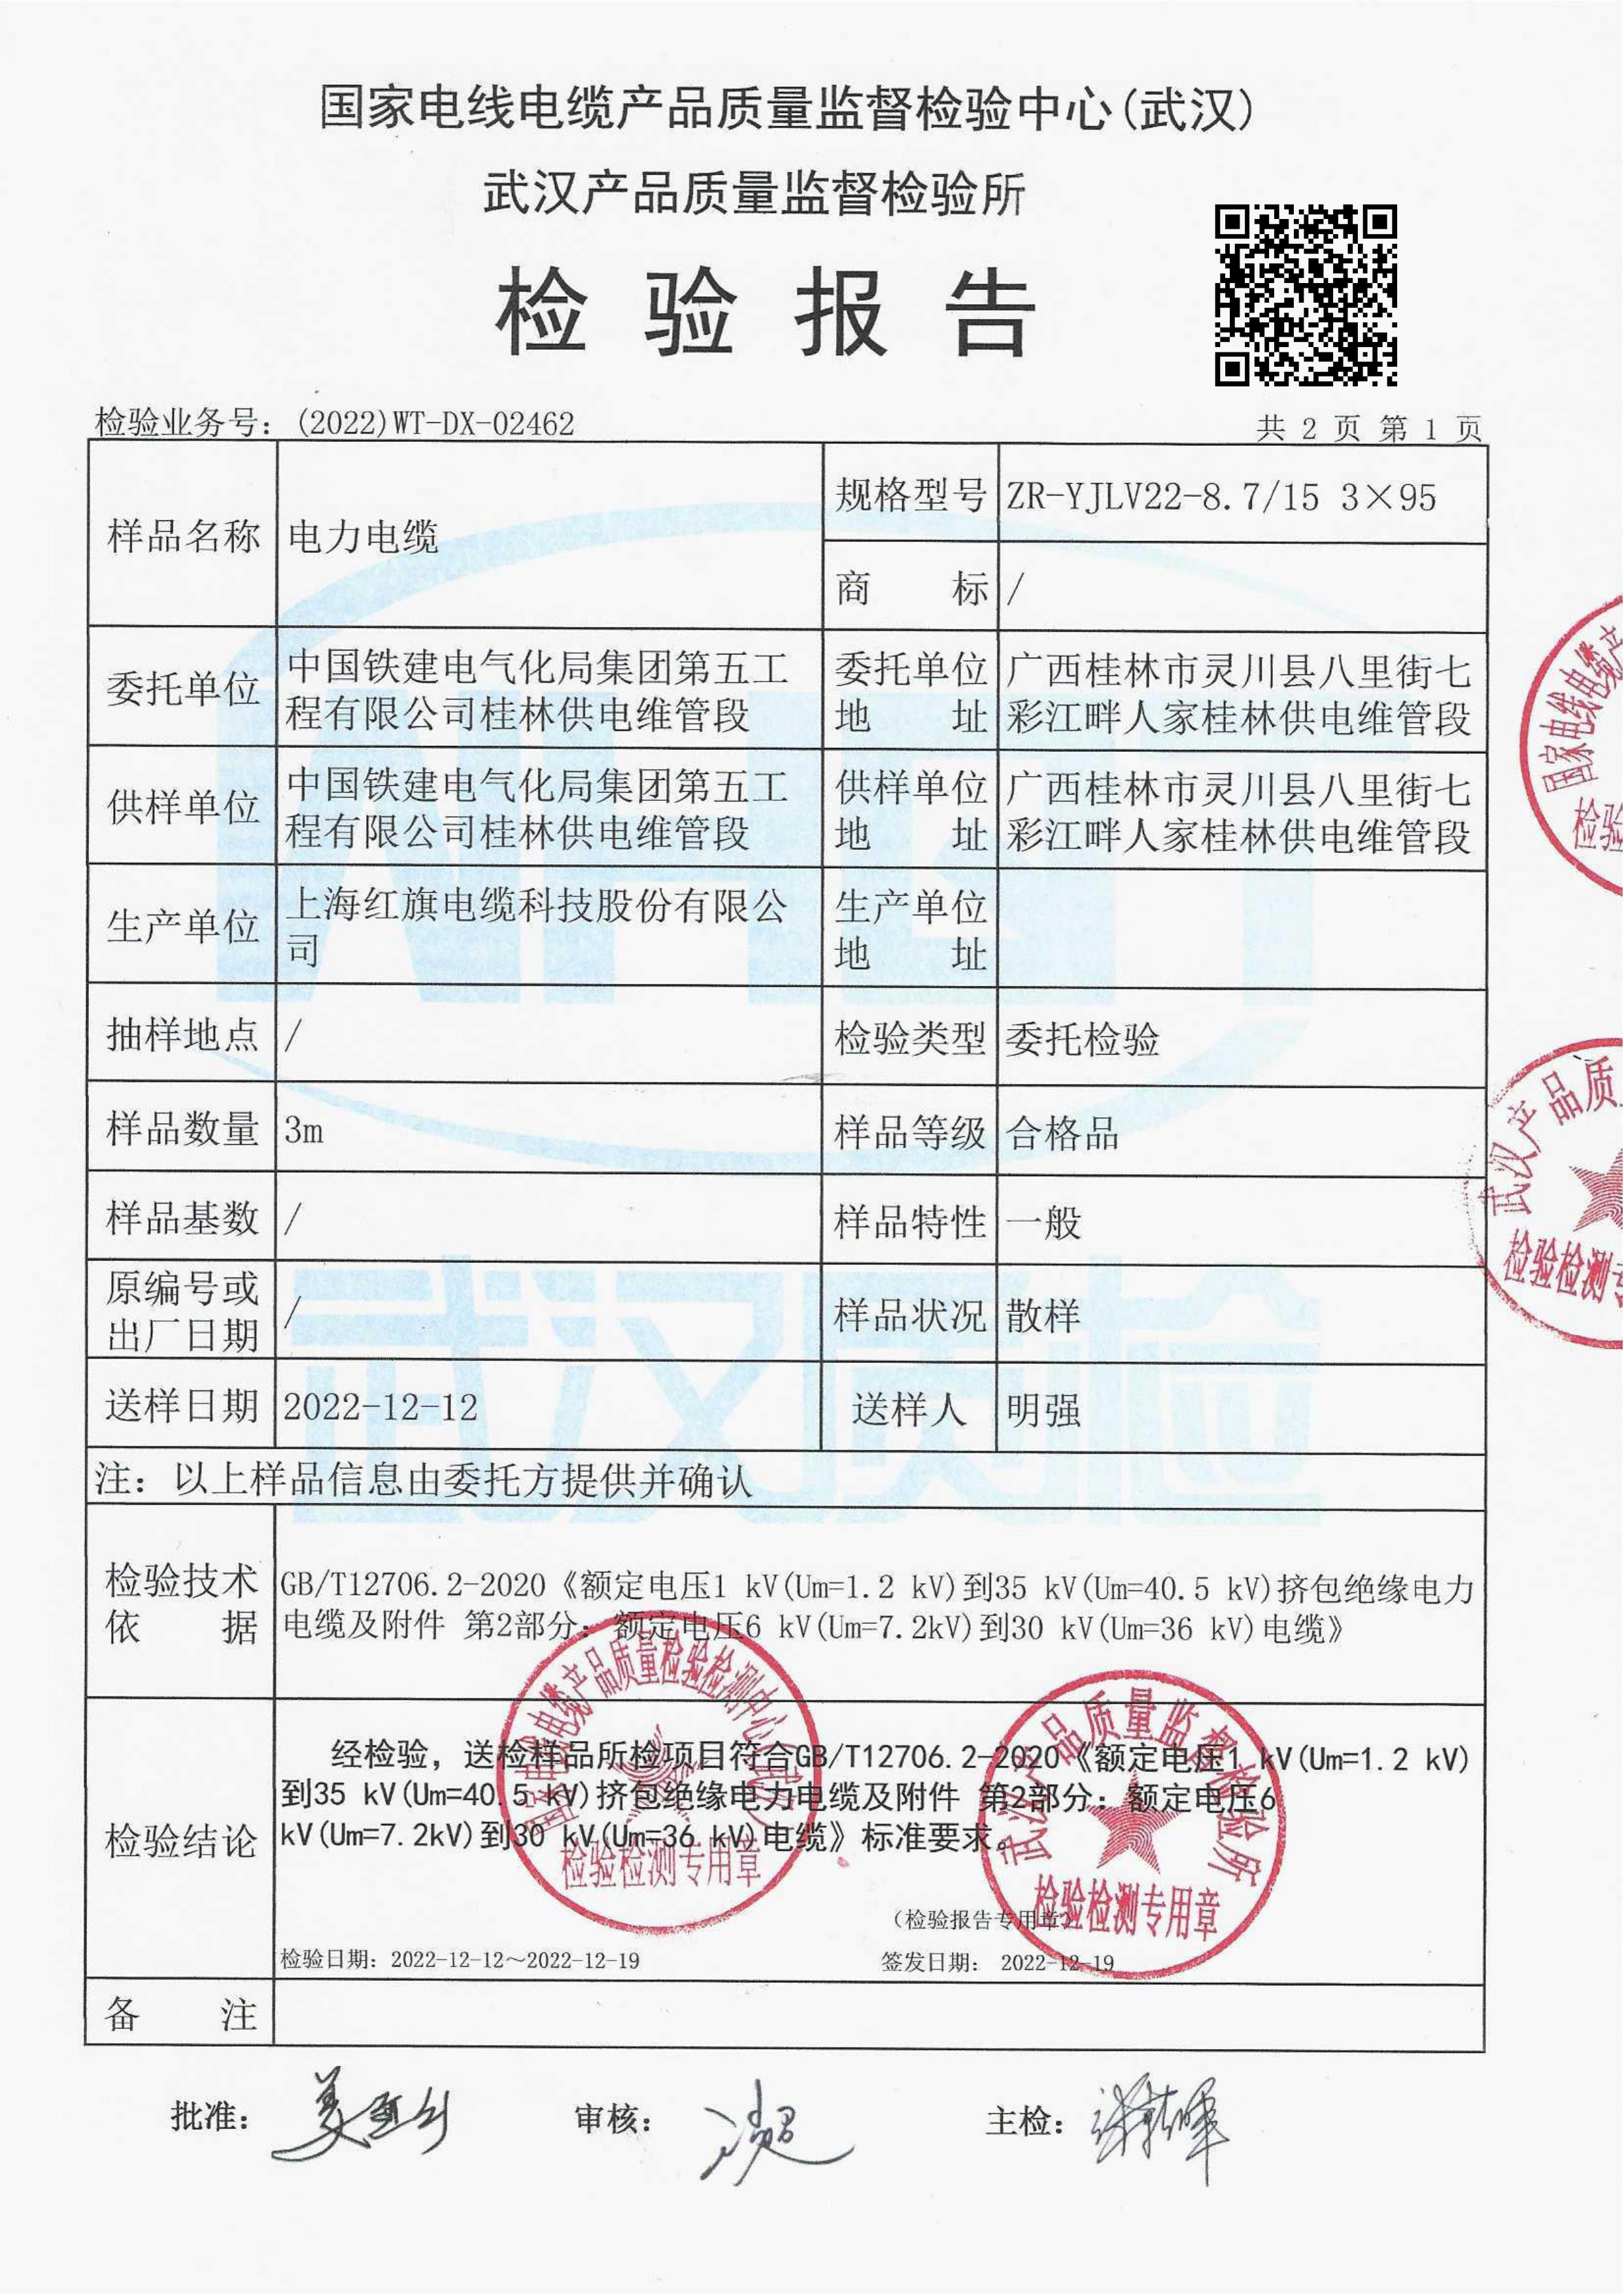 国家电线电缆产品质量监督检验中心(武汉)
武汉产品质量监督检验所
检验报告
检验业务号：(2022)WT-DX-02462
共 2 页 第 1 页
样品名称 电力电缆
规格型号 ZR-YJLV22-8.7/15 3×95
商标 /
委托单位
中国铁建电气化局集团第五工
程有限公司桂林供电维管段
委托单位
地址
广西桂林市灵川县八里街七
彩江畔人家桂林供电维管段
供样单位
中国铁建电气化局集团第五工
程有限公司桂林供电维管段
供样单位
地址
广西桂林市灵川县八里街七
彩江畔人家桂林供电维管段
生产单位
上海红旗电缆科技股份有限公
司
生产单位
地址
抽样地点 /
检验类型 委托检验
样品数量 3m
样品等级 合格品
样品基数 /
样品特性 一般
原编号或
出厂日期
/
样品状况 散样
送样日期 2022-12-12
送样人 明强
注：以上样品信息由委托方提供并确认
检验技术
依据
GB/T12706.2-2020《额定电压1 kV(Um=1.2 kV)到35 kV(Um=40.5 kV)挤包绝缘电力
电缆及附件 第2部分：额定电压6 kV(Um=7.2kV)到30 kV(Um=36 kV)电缆》
检验结论
经检验，送检样品所检项目符合GB/T12706.2-2020《额定电压1 kV(Um=1.2 kV)
到35 kV(Um=40.5 kV)挤包绝缘电力电缆及附件 第2部分：额定电压6
kV(Um=7.2kV)到30 kV(Um=36 kV)电缆》标准要求。
(检验报告专用章)
检验日期：2022-12-12～2022-12-19
签发日期： 2022-12-19
备注
批准：
审核：
主检：
国家电线电缆产品质量检验检测中心(武汉)
检验检测专用章
武汉产品质量监督检验所
检验检测专用章
国家电线电缆产
检验
武汉产品质
检验检测专
武汉质检